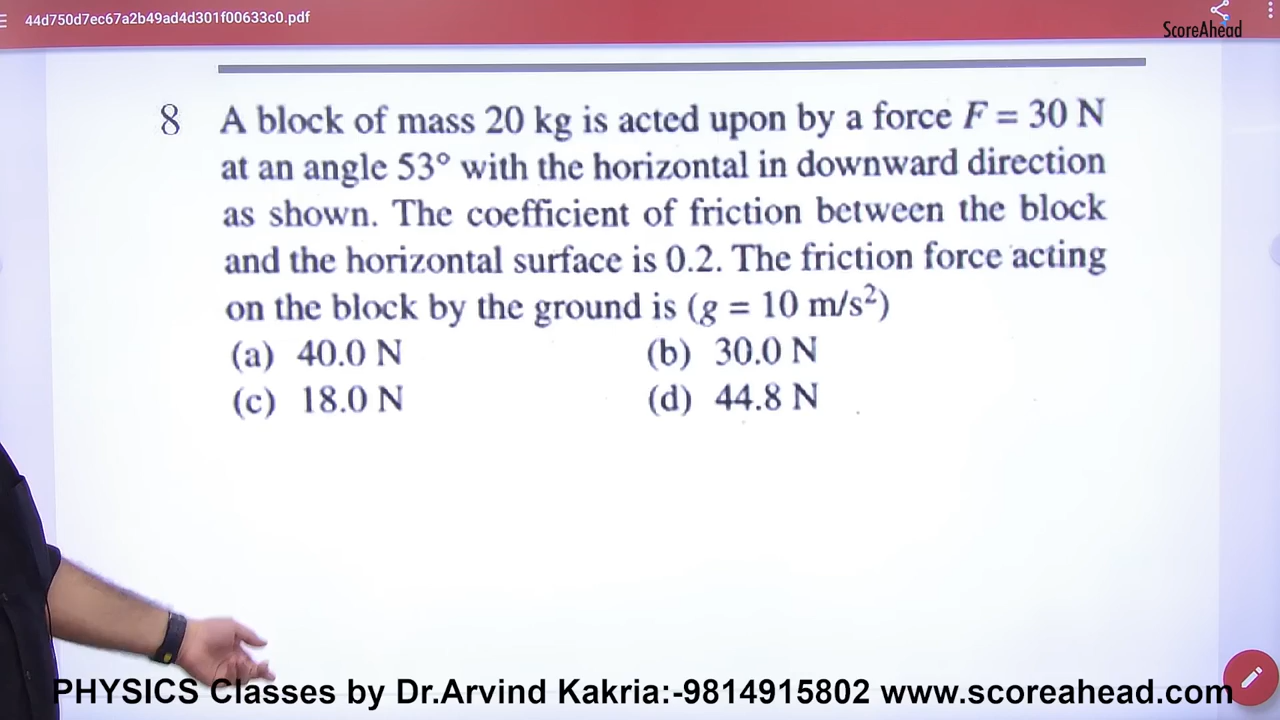 44d750d7ec67a2b49ad4d301f00633c0.pdf
ScoreAhead
8 A block of mass 20 kg is acted upon by a force F = 30 N
at an angle 53° with the horizontal in downward direction
as shown. The coefficient of friction between the block
and the horizontal surface is 0.2. The friction force acting
on the block by the ground is (g = 10 m/s²)
(a) 40.0 N (b) 30.0 N
(c) 18.0 N (d) 44.8 N
PHYSICS Classes by Dr.Arvind Kakria:-9814915802 www.scoreahead.com